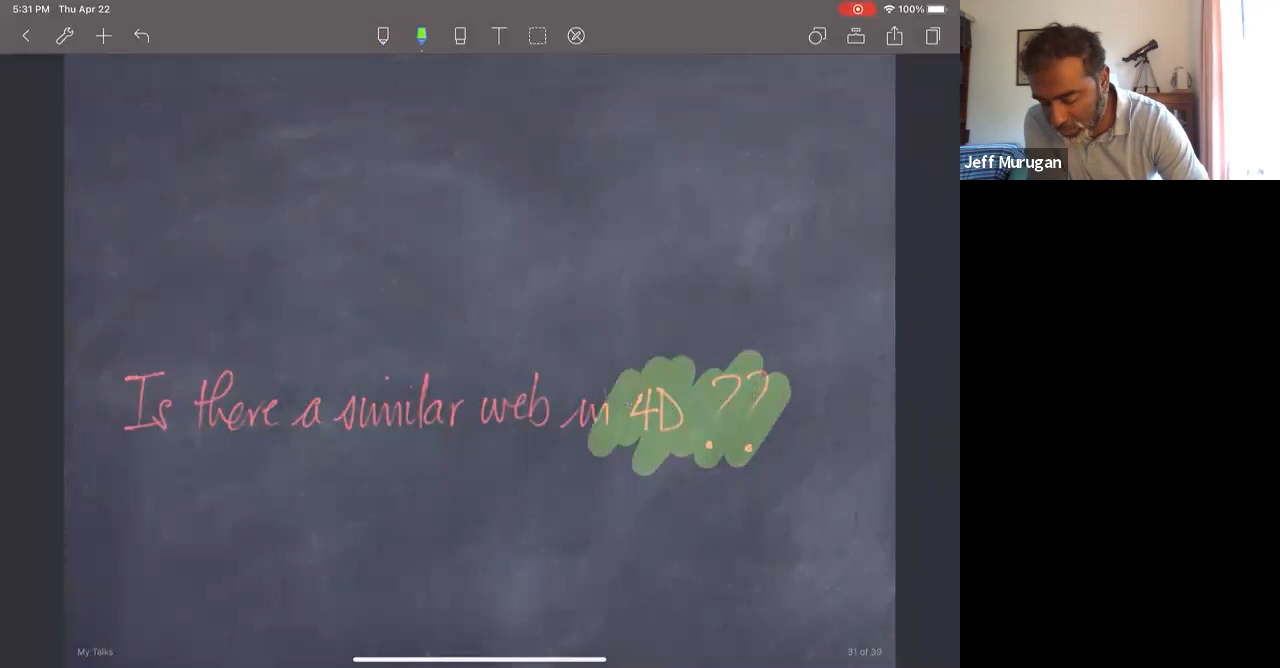 5:31 PM Thu Apr 22
100%
Jeff Murugan
Is there a similar web in 4D ??
My Talks
31 of 39